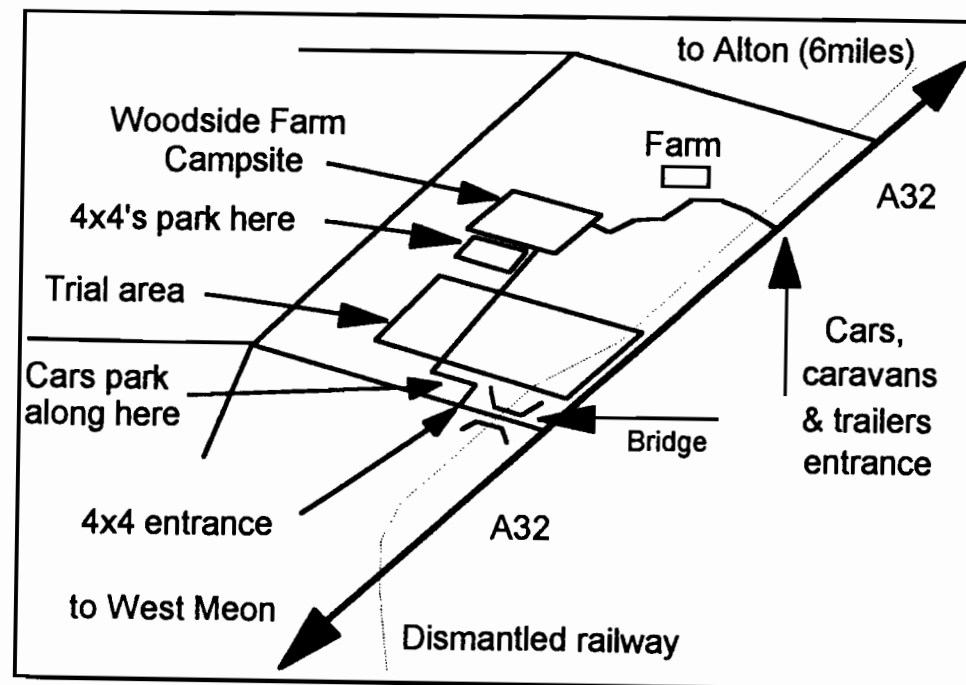 to Alton (6miles)
Woodside Farm
Campsite
Farm
A32
4x4's park here
Trial area
Cars,
caravans
& trailers
entrance
Cars park
along here
Bridge
4x4 entrance
A32
to West Meon
Dismantled railway